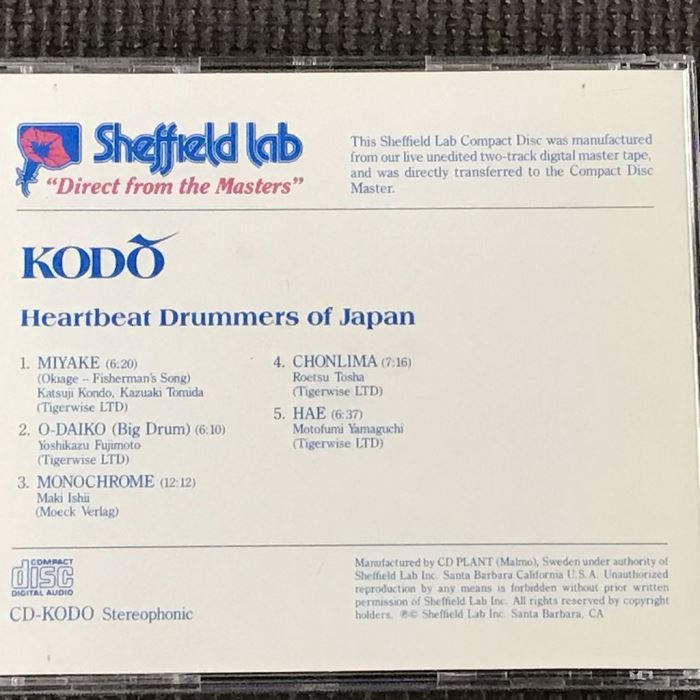 Sheffield lab
"Direct from the Masters"
This Sheffield Lab Compact Disc was manufactured
from our live unedited two-track digital master tape,
and was directly transferred to the Compact Disc
Master.
KODŌ
Heartbeat Drummers of Japan
1. MIYAKE (6:20)
(Okiage – Fisherman's Song)
Katsuji Kondo, Kazuaki Tomida
(Tigerwise LTD)
2. O-DAIKO (Big Drum) (6:10)
Yoshikazu Fujimoto
(Tigerwise LTD)
3. MONOCHROME (12:12)
Maki Ishii
(Moeck Verlag)
4. CHONLIMA (7:16)
Roetsu Tosha
(Tigerwise LTD)
5. HAE (6:37)
Motofumi Yamaguchi
(Tigerwise LTD)
COMPACT
disc
DIGITAL AUDIO
CD-KODO Stereophonic
Manufactured by CD PLANT (Malmo), Sweden under authority of
Sheffield Lab Inc. Santa Barbara California U.S.A. Unauthorized
reproduction by any means is forbidden without prior written
permission of Sheffield Lab Inc. All rights reserved by copyright
holders. ℗© Sheffield Lab Inc. Santa Barbara, CA